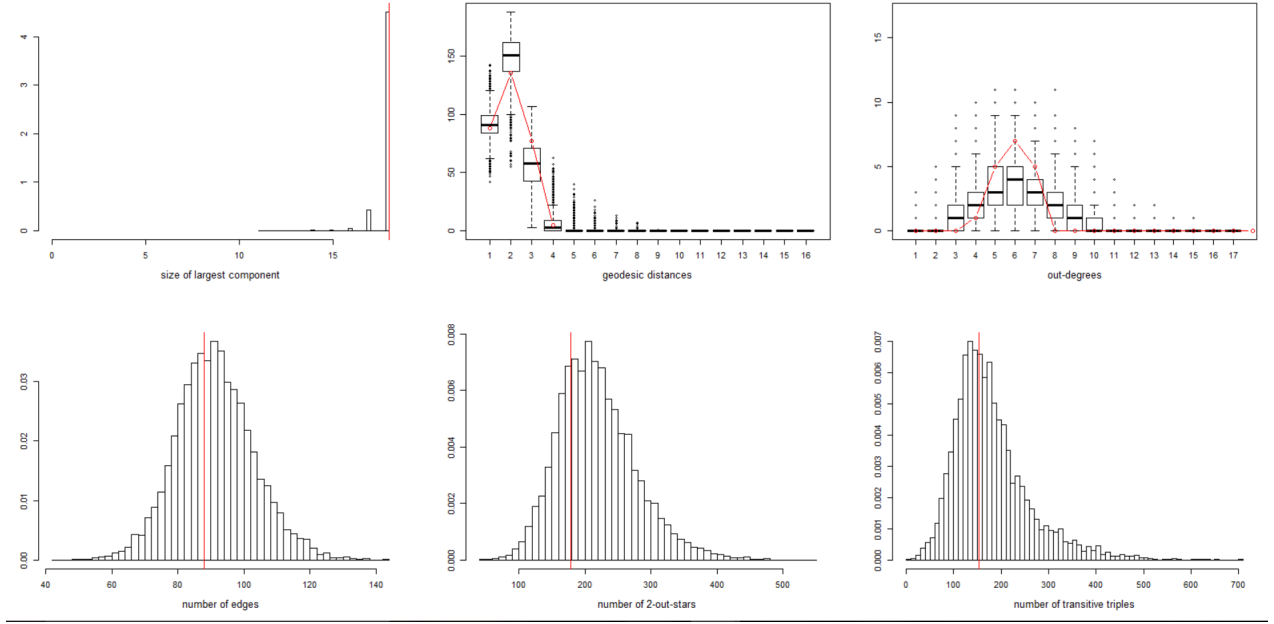 4
3
2
1
0
0 5 10 15
size of largest component
150
100
50
0
1 2 3 4 5 6 7 8 9 10 11 12 13 14 15 16
geodesic distances
15
10
5
0
1 2 3 4 5 6 7 8 9 10 11 12 13 14 15 16 17
out-degrees
0.03
0.02
0.01
0.00
40 60 80 100 120 140
number of edges
0.008
0.006
0.004
0.002
0.000
100 200 300 400 500
number of 2-out-stars
0.007
0.006
0.005
0.004
0.003
0.002
0.001
0.000
0 100 200 300 400 500 600 700
number of transitive triples